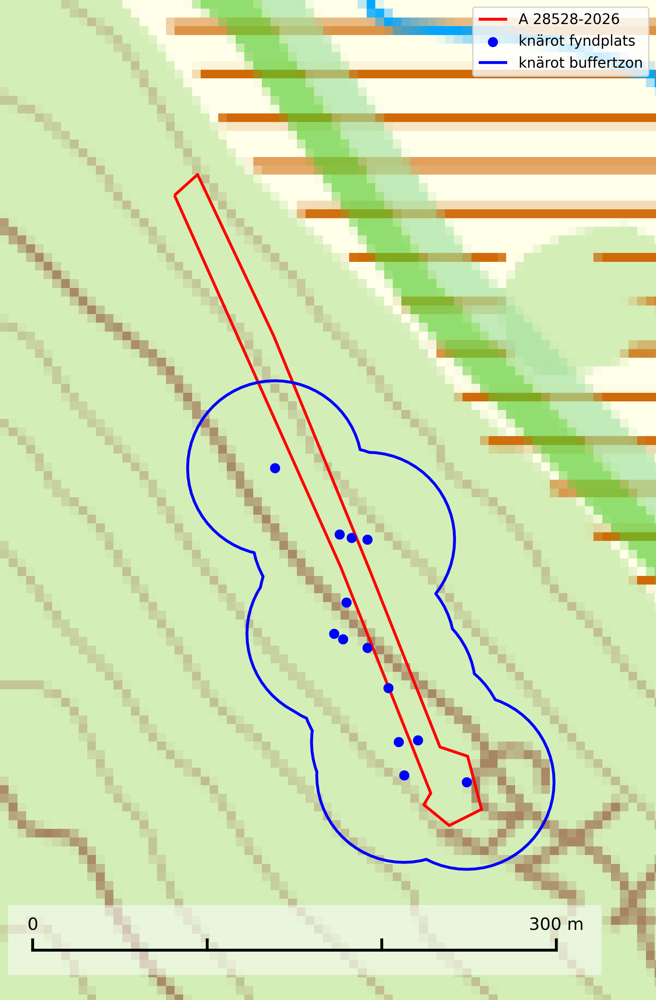 A 28528-2026
knärot fyndplats
knärot buffertzon
0
300 m